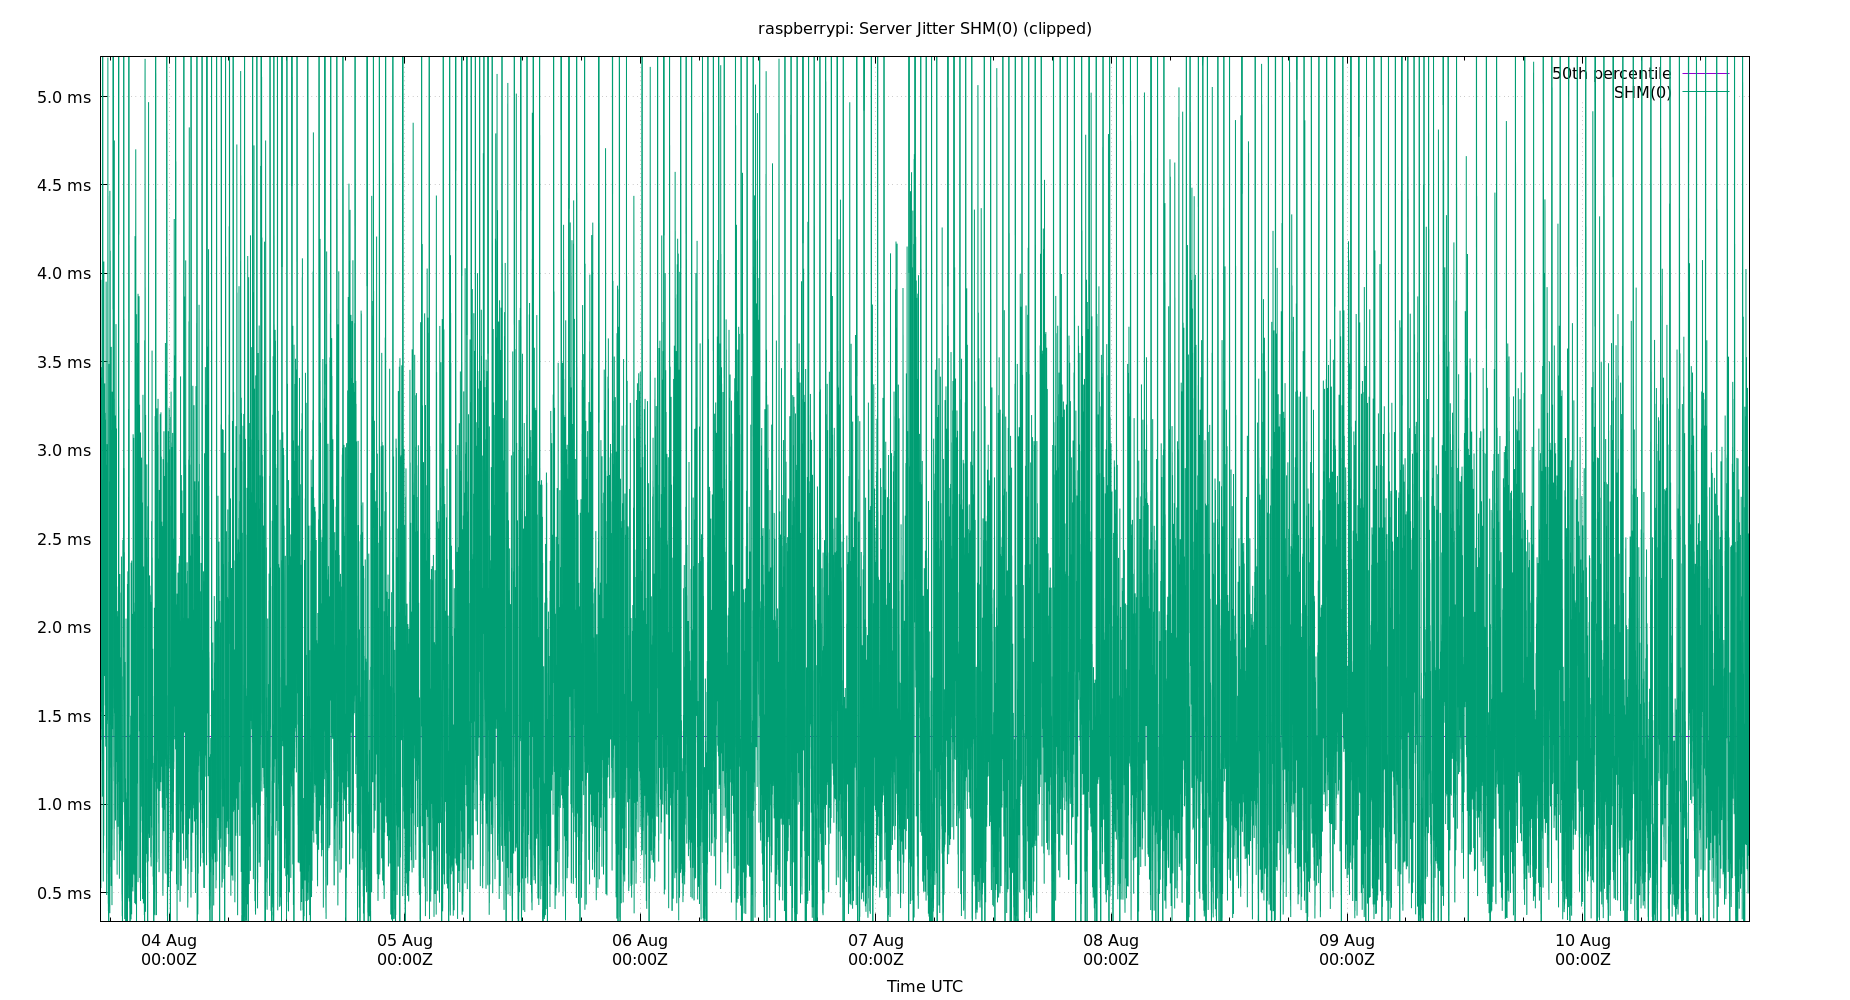 raspberrypi: Server Jitter SHM(0) (clipped)
50th percentile
SHM(0)
5.0 ms
4.5 ms
4.0 ms
3.5 ms
3.0 ms
2.5 ms
2.0 ms
1.5 ms
1.0 ms
0.5 ms
04 Aug 05 Aug 06 Aug 07 Aug 08 Aug 09 Aug 10 Aug
00:00Z 00:00Z 00:00Z 00:00Z 00:00Z 00:00Z 00:00Z
Time UTC